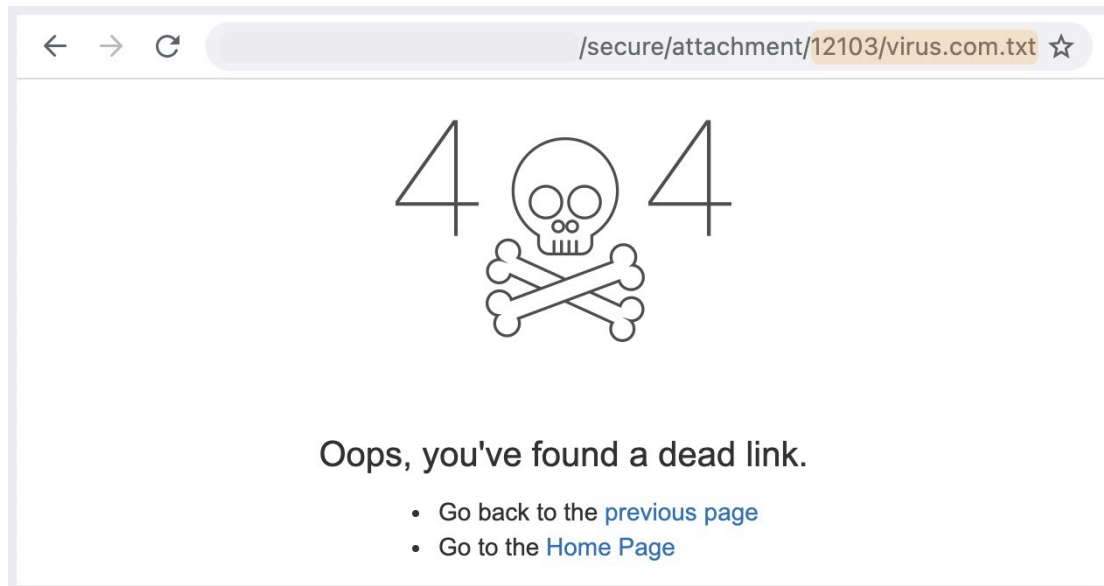 /secure/attachment/12103/virus.com.txt
4 4
Oops, you've found a dead link.
• Go back to the previous page
• Go to the Home Page